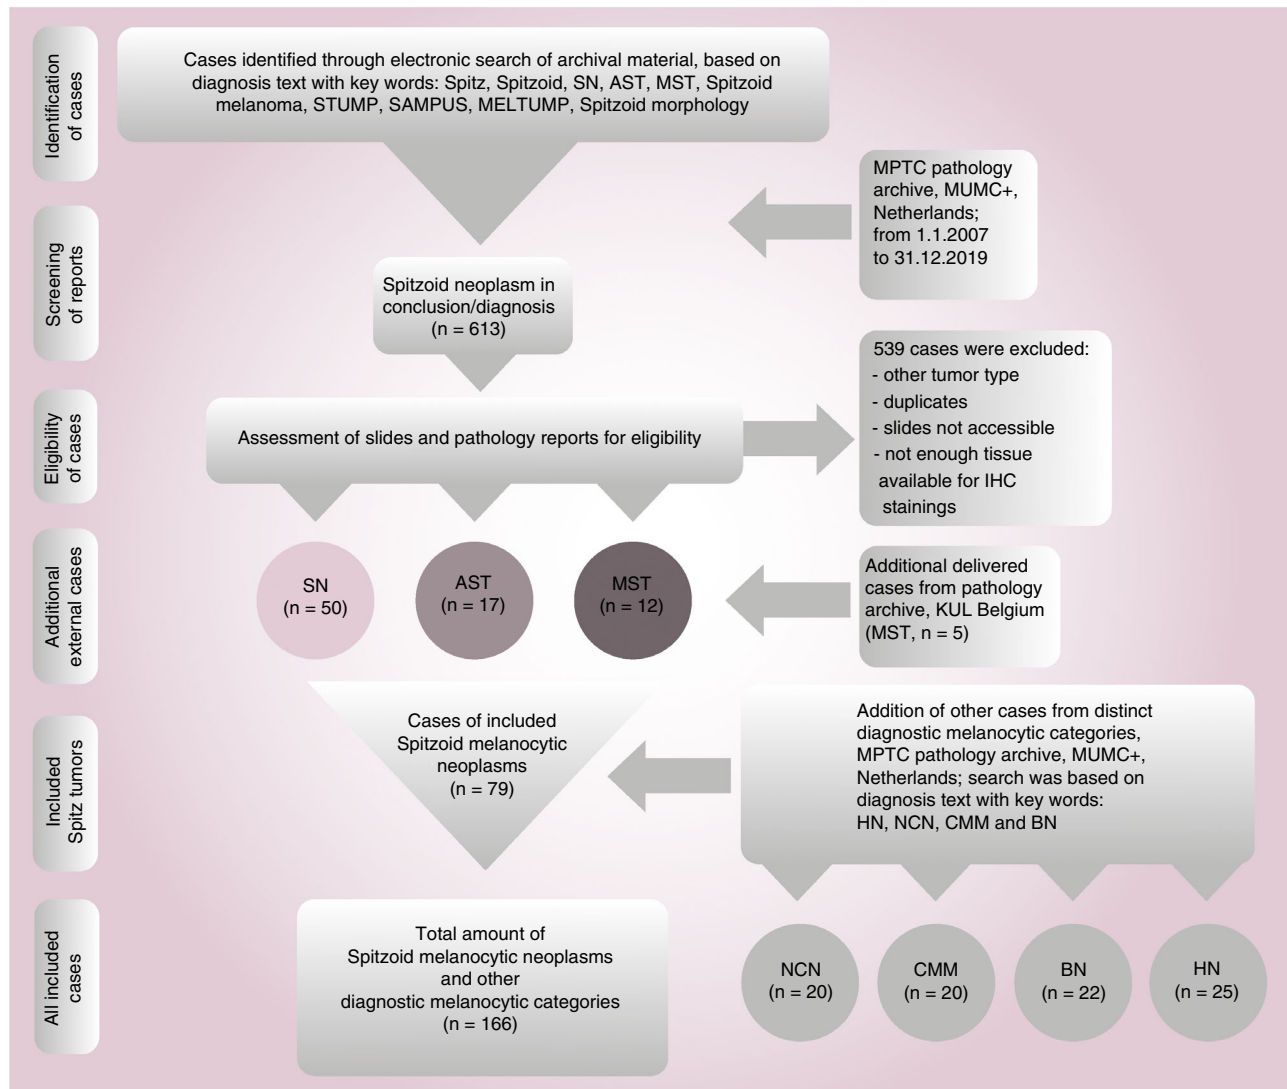 Identification
of cases
Cases identified through electronic search of archival material, based on
diagnosis text with key words: Spitz, Spitzoid, SN, AST, MST, Spitzoid
melanoma, STUMP, SAMPUS, MELTUMP, Spitzoid morphology
MPTC pathology
archive, MUMC+,
Netherlands;
from 1.1.2007
to 31.12.2019
Screening
of reports
Spitzoid neoplasm in
conclusion/diagnosis
(n = 613)
539 cases were excluded:
- other tumor type
- duplicates
- slides not accessible
- not enough tissue
available for IHC
stainings
Eligibility
of cases
Assessment of slides and pathology reports for eligibility
Additional
external cases
SN
(n = 50)
AST
(n = 17)
MST
(n = 12)
Additional delivered
cases from pathology
archive, KUL Belgium
(MST, n = 5)
Included
Spitz tumors
Cases of included
Spitzoid melanocytic
neoplasms
(n = 79)
Addition of other cases from distinct
diagnostic melanocytic categories,
MPTC pathology archive, MUMC+,
Netherlands; search was based on
diagnosis text with key words:
HN, NCN, CMM and BN
All included
cases
Total amount of
Spitzoid melanocytic neoplasms
and other
diagnostic melanocytic categories
(n = 166)
NCN
(n = 20)
CMM
(n = 20)
BN
(n = 22)
HN
(n = 25)